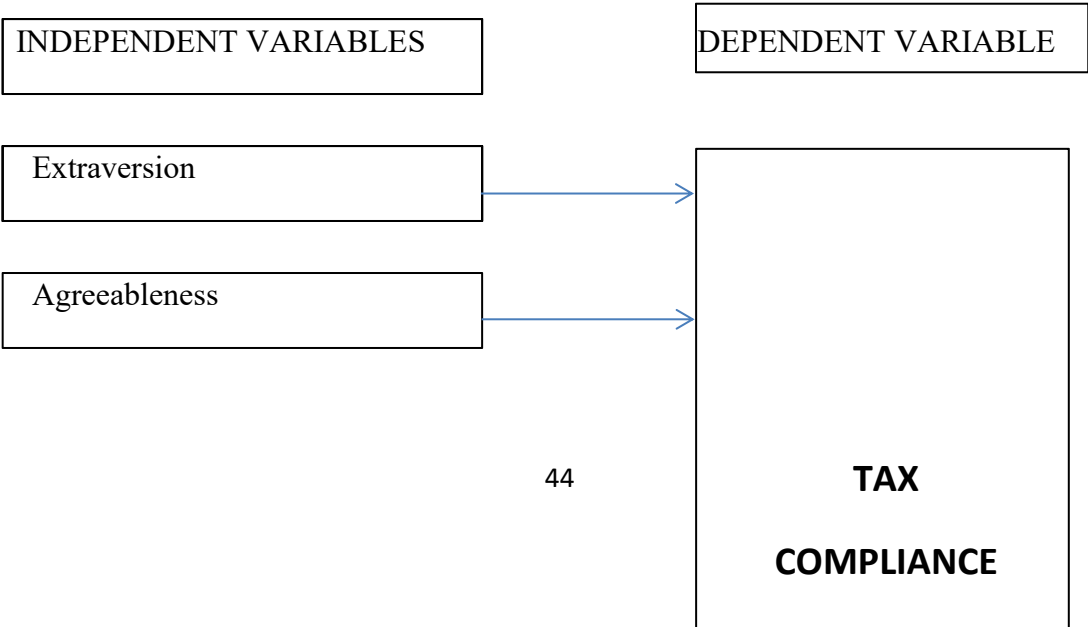 INDEPENDENT VARIABLES
DEPENDENT VARIABLE
Extraversion
Agreeableness
44
TAX
COMPLIANCE